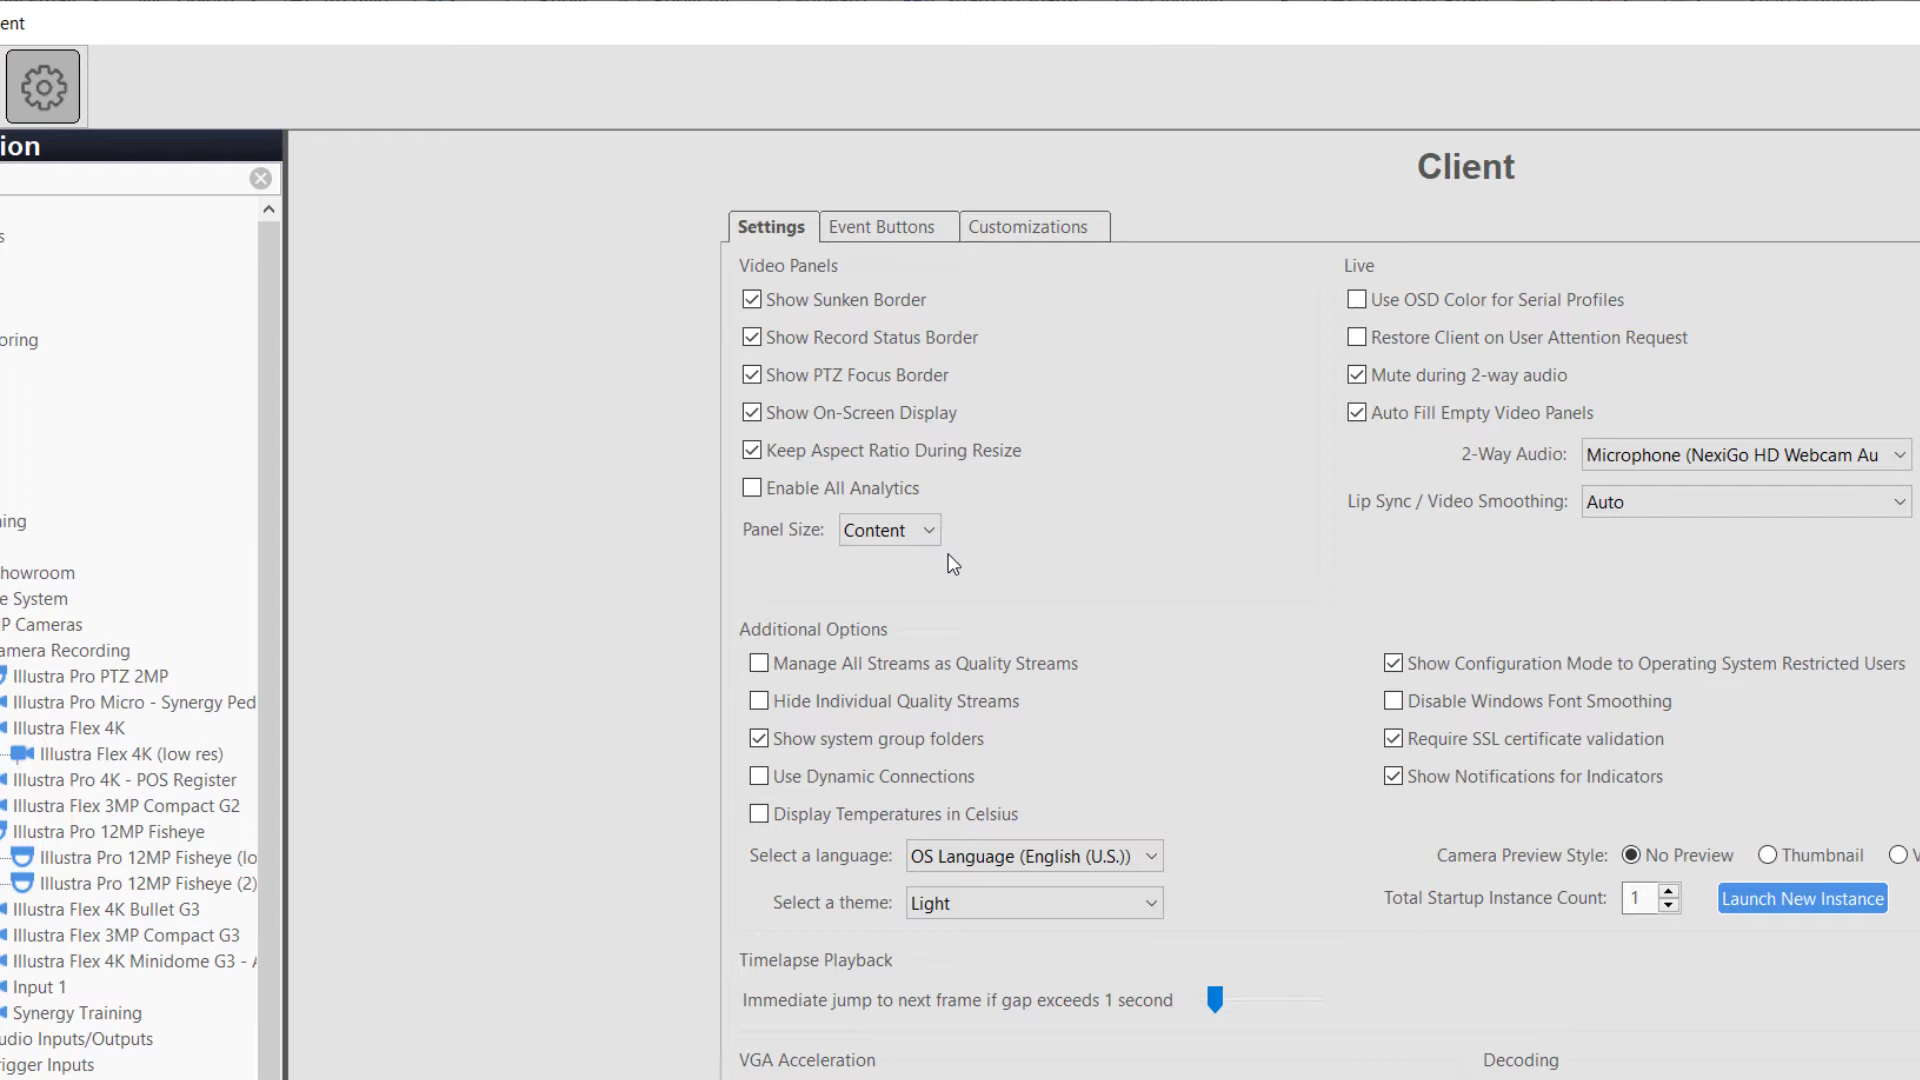 ent
ion
s
oring
ning
howroom
e System
P Cameras
amera Recording
Illustra Pro PTZ 2MP
Illustra Pro Micro - Synergy Ped
Illustra Flex 4K
Illustra Flex 4K (low res)
Illustra Pro 4K - POS Register
Illustra Flex 3MP Compact G2
Illustra Pro 12MP Fisheye
Illustra Pro 12MP Fisheye (lo
Illustra Pro 12MP Fisheye (2)
Illustra Flex 4K Bullet G3
Illustra Flex 3MP Compact G3
Illustra Flex 4K Minidome G3 - A
Input 1
Synergy Training
udio Inputs/Outputs
rigger Inputs
Client
Settings Event Buttons Customizations
Video Panels
Show Sunken Border
Show Record Status Border
Show PTZ Focus Border
Show On-Screen Display
Keep Aspect Ratio During Resize
Enable All Analytics
Panel Size: Content
Live
Use OSD Color for Serial Profiles
Restore Client on User Attention Request
Mute during 2-way audio
Auto Fill Empty Video Panels
2-Way Audio: Microphone (NexiGo HD Webcam Au
Lip Sync / Video Smoothing: Auto
Additional Options
Manage All Streams as Quality Streams
Hide Individual Quality Streams
Show system group folders
Use Dynamic Connections
Display Temperatures in Celsius
Select a language: OS Language (English (U.S.))
Select a theme: Light
Show Configuration Mode to Operating System Restricted Users
Disable Windows Font Smoothing
Require SSL certificate validation
Show Notifications for Indicators
Camera Preview Style: No Preview Thumbnail V
Total Startup Instance Count: 1 Launch New Instance
Timelapse Playback
Immediate jump to next frame if gap exceeds 1 second
VGA Acceleration
Decoding